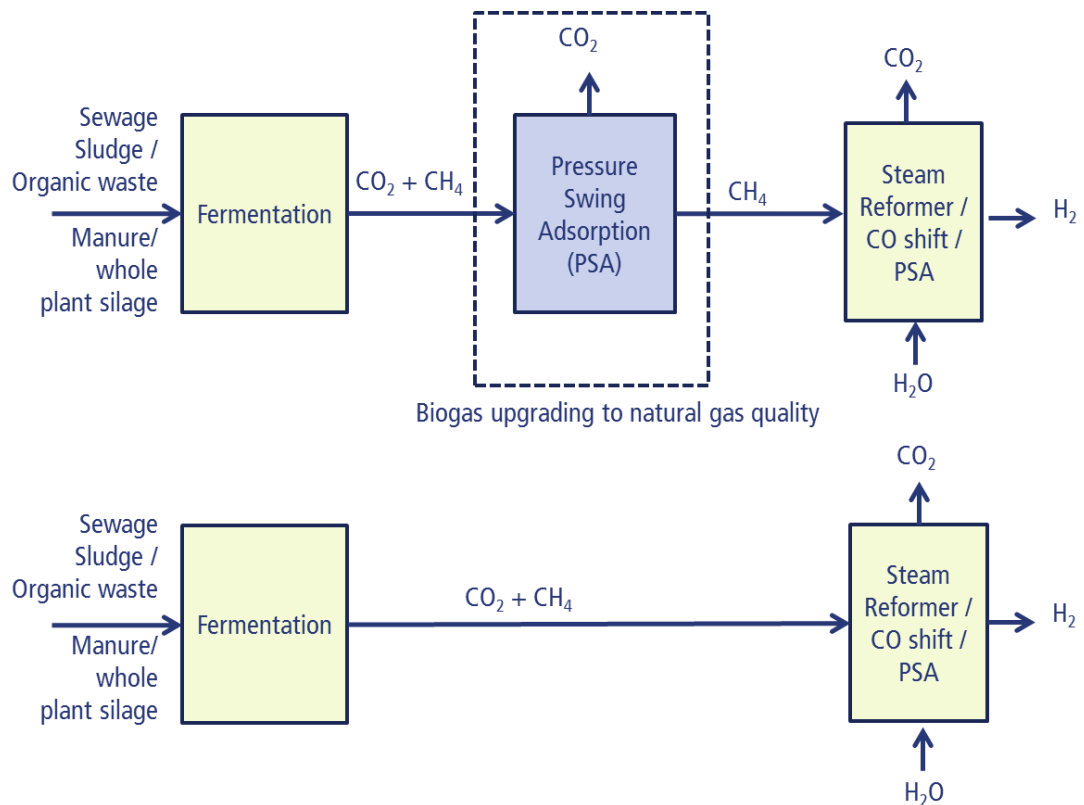 CO₂
CO₂
Sewage
Sludge /
Organic waste
Manure/
whole
plant silage
Fermentation
CO₂ + CH₄
Pressure
Swing
Adsorption
(PSA)
CH₄
Steam
Reformer /
CO shift /
PSA
H₂
H₂O
Biogas upgrading to natural gas quality
CO₂
Sewage
Sludge /
Organic waste
Manure/
whole
plant silage
Fermentation
CO₂ + CH₄
Steam
Reformer /
CO shift /
PSA
H₂
H₂O